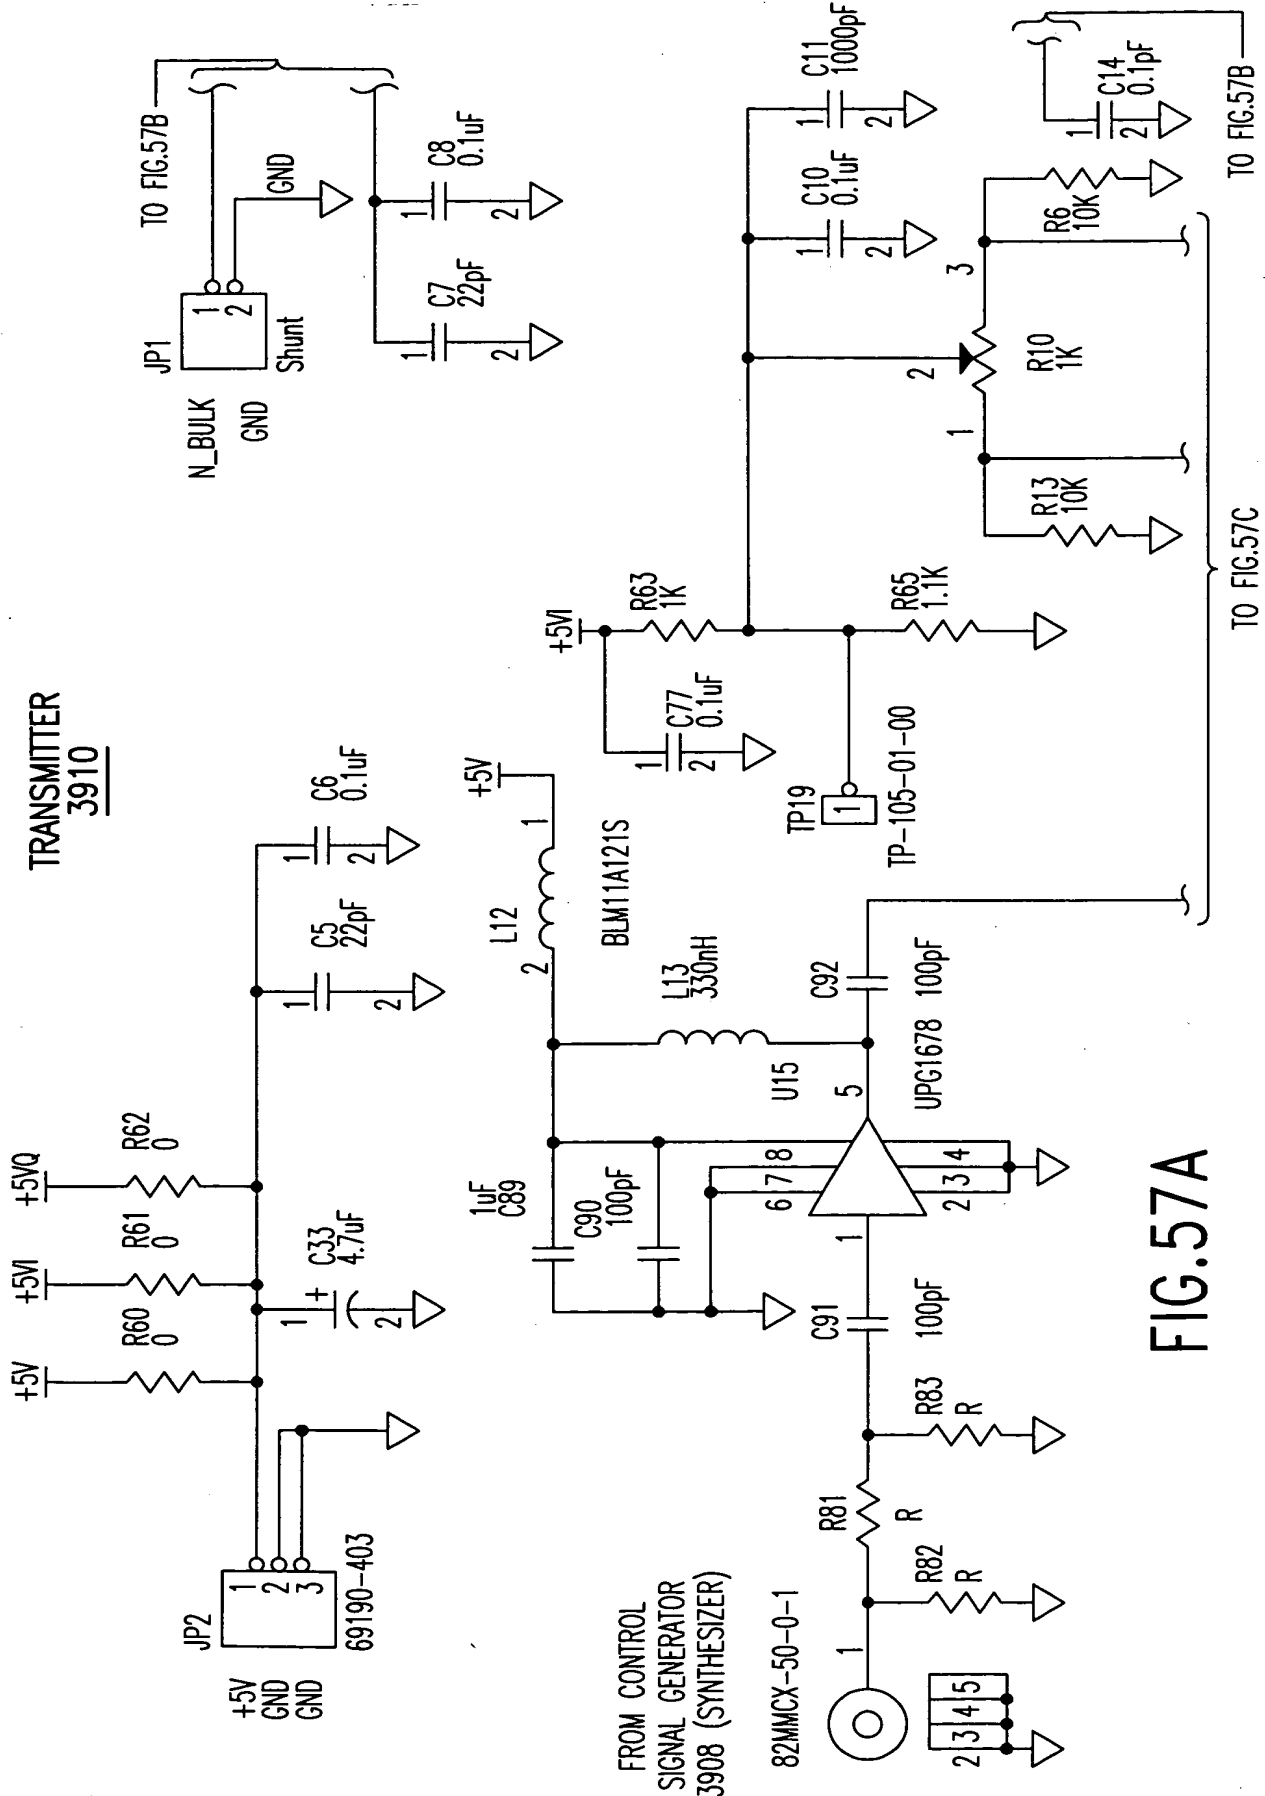 TRANSMITTER
3910
+5V
+5VI
+5VQ
R60
0
R61
0
R62
0
JP2
+5V
GND
GND
1
2
3
69190-403
1
+
2
C33
4.7uF
1
2
C5
22pF
1
2
C6
0.1uF
N_BULK
GND
JP1
1
2
Shunt
GND
TO FIG.57B
1
2
C7
22pF
1
2
C8
0.1uF
+5V
1
L12
2
BLM11A121S
1uF
C89
C90
100pF
L13
330nH
U15
UPG1678
6
7
8
5
1
2
3
4
C91
100pF
C92
100pF
FROM CONTROL
SIGNAL GENERATOR
3908 (SYNTHESIZER)
82MMCX-50-0-1
1
2
3
4
5
R82
R
R81
R
R83
R
+5VI
1
2
C77
0.1uF
R63
1K
TP19
1
TP-105-01-00
R65
1.1K
1
2
C10
0.1uF
1
2
C11
1000pF
2
1
3
R10
1K
R13
10K
R6
10K
1
2
C14
0.1pF
TO FIG.57B
TO FIG.57C
FIG.57A